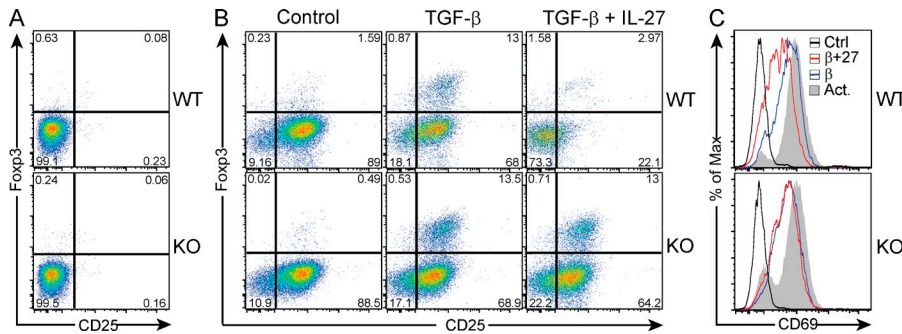 A
B
C
Control
TGF-β
TGF-β + IL-27
Foxp3
0.63 0.08
99.1 0.23
WT
0.24 0.06
99.5 0.16
KO
CD25
Foxp3
0.23 1.59
9.16 89
0.87 13
18.1 68
1.58 2.97
73.3 22.1
WT
0.02 0.49
10.9 88.5
0.53 13.5
17.1 68.9
0.71 13
22.2 64.2
KO
CD25
% of Max
Ctrl
β+27
β
Act.
WT
KO
CD69